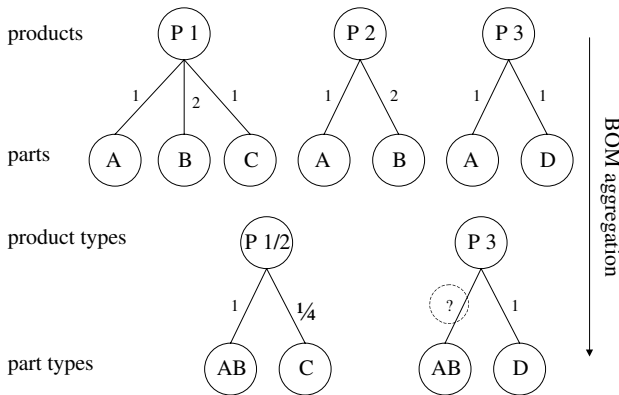 products P 1 P 2 P 3
1 2 1 1 2 1 1
parts A B C A B A D
BOM aggregation
product types P 1/2 P 3
1 ¼ ? 1
part types AB C AB D